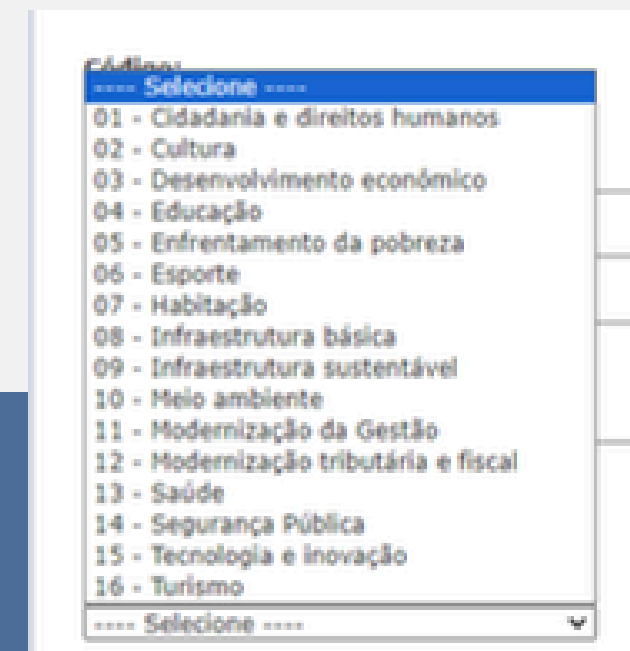 Código:
---- Selecione ----
01 - Cidadania e direitos humanos
02 - Cultura
03 - Desenvolvimento econômico
04 - Educação
05 - Enfrentamento da pobreza
06 - Esporte
07 - Habitação
08 - Infraestrutura básica
09 - Infraestrutura sustentável
10 - Meio ambiente
11 - Modernização da Gestão
12 - Modernização tributária e fiscal
13 - Saúde
14 - Segurança Pública
15 - Tecnologia e inovação
16 - Turismo
---- Selecione ----